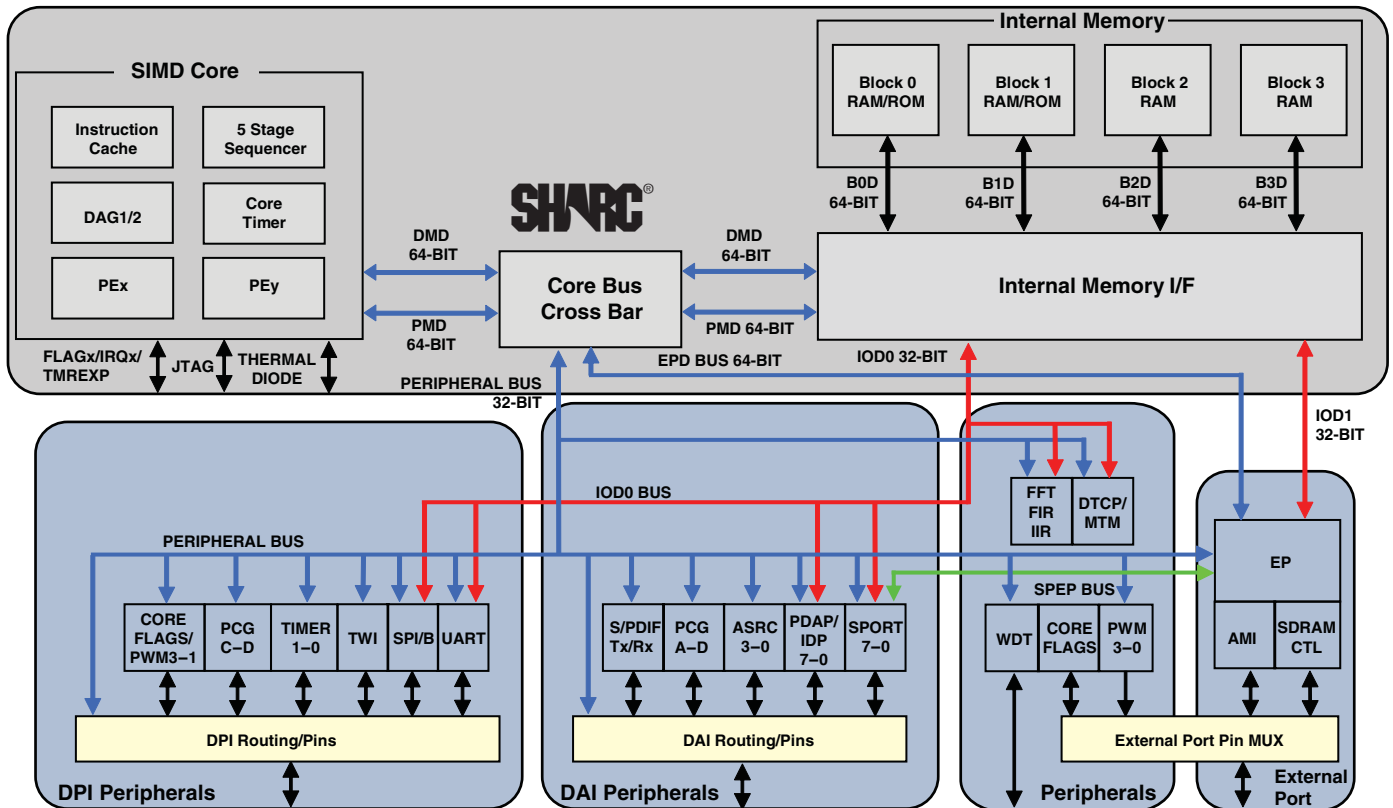 Internal Memory
SIMD Core
Block 0
RAM/ROM
Block 1
RAM/ROM
Block 2
RAM
Block 3
RAM
Instruction
Cache
5 Stage
Sequencer
DAG1/2
Core
Timer
PEx
PEy
B0D
64-BIT
B1D
64-BIT
B2D
64-BIT
B3D
64-BIT
SHARC®
DMD
64-BIT
DMD
64-BIT
Core Bus
Cross Bar
Internal Memory I/F
PMD
64-BIT
PMD 64-BIT
FLAGx/IRQx/
TMREXP
JTAG
THERMAL
DIODE
EPD BUS 64-BIT
IOD0 32-BIT
PERIPHERAL BUS
32-BIT
IOD1
32-BIT
IOD0 BUS
FFT
FIR
IIR
DTCP/
MTM
PERIPHERAL BUS
EP
SPEP BUS
CORE
FLAGS/
PWM3–1
PCG
C–D
TIMER
1–0
TWI
SPI/B
UART
S/PDIF
Tx/Rx
PCG
A–D
ASRC
3–0
PDAP/
IDP
7–0
SPORT
7–0
WDT
CORE
FLAGS
PWM
3–0
AMI
SDRAM
CTL
DPI Routing/Pins
DAI Routing/Pins
External Port Pin MUX
DPI Peripherals
DAI Peripherals
Peripherals
External
Port